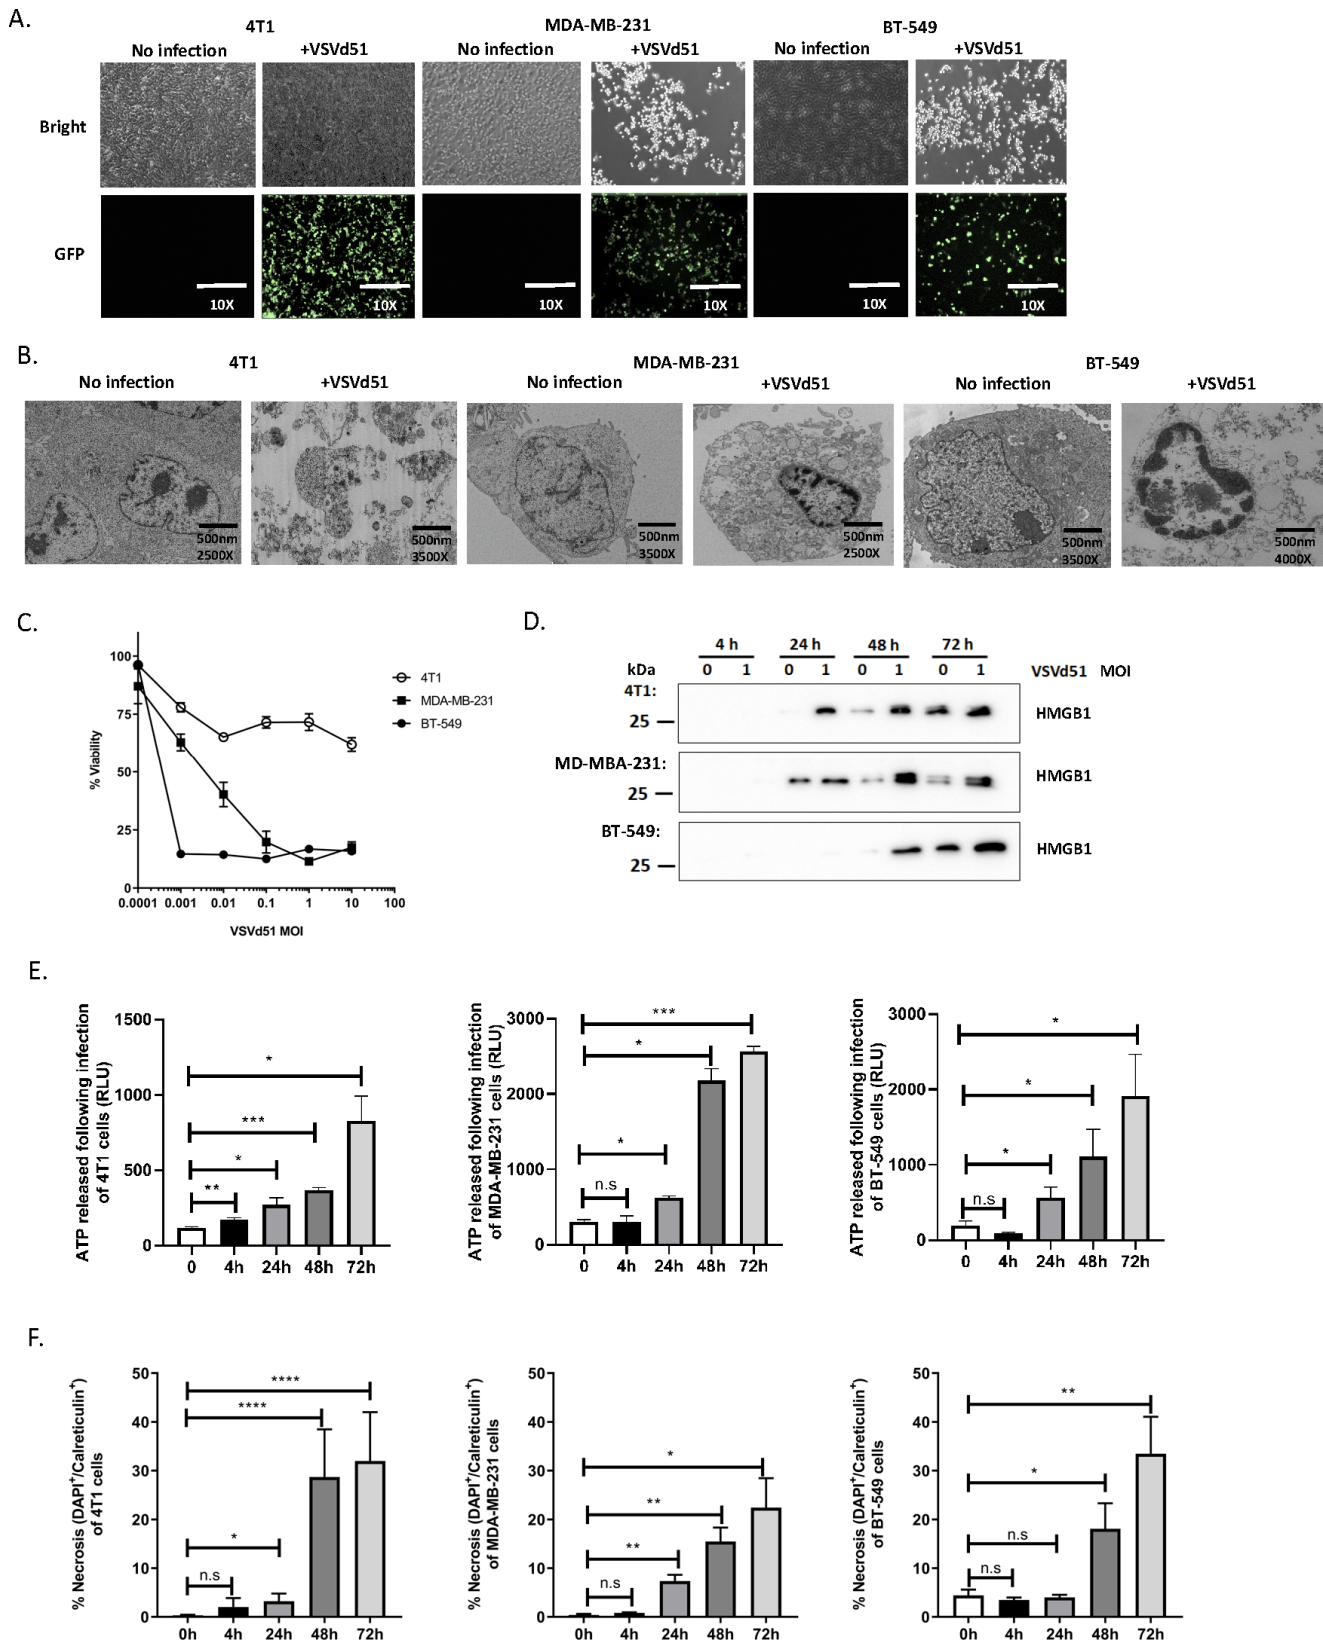 A.
4T1 MDA-MB-231 BT-549
No infection +VSVd51 No infection +VSVd51 No infection +VSVd51
Bright
GFP
10X 10X 10X 10X 10X 10X
B.
4T1 MDA-MB-231 BT-549
No infection +VSVd51 No infection +VSVd51 No infection +VSVd51
500nm 500nm 500nm 500nm 500nm 500nm
2500X 3500X 3500X 2500X 3500X 4000X
C.
100
75
50
25
0
% Viability
0.0001 0.001 0.01 0.1 1 10 100
VSVd51 MOI
4T1
MDA-MB-231
BT-549
D.
4 h 24 h 48 h 72 h
kDa 0 1 0 1 0 1 0 1 VSVd51 MOI
4T1:
25 HMGB1
MD-MBA-231:
25 HMGB1
BT-549:
25 HMGB1
E.
ATP released following infection
of 4T1 cells (RLU)
1500
1000
500
0
*
***
*
**
0 4h 24h 48h 72h
ATP released following infection
of MDA-MB-231 cells (RLU)
3000
2000
1000
0
***
*
*
n.s
0 4h 24h 48h 72h
ATP released following infection
of BT-549 cells (RLU)
3000
2000
1000
0
*
*
*
n.s
0 4h 24h 48h 72h
F.
% Necrosis (DAPI+/Calreticulin+)
of 4T1 cells
50
40
30
20
10
0
****
****
*
n.s
0h 4h 24h 48h 72h
% Necrosis (DAPI+/Calreticulin+)
of MDA-MB-231 cells
50
40
30
20
10
0
*
**
**
n.s
0h 4h 24h 48h 72h
% Necrosis (DAPI+/Calreticulin+)
of BT-549 cells
50
40
30
20
10
0
**
*
n.s
n.s
0h 4h 24h 48h 72h